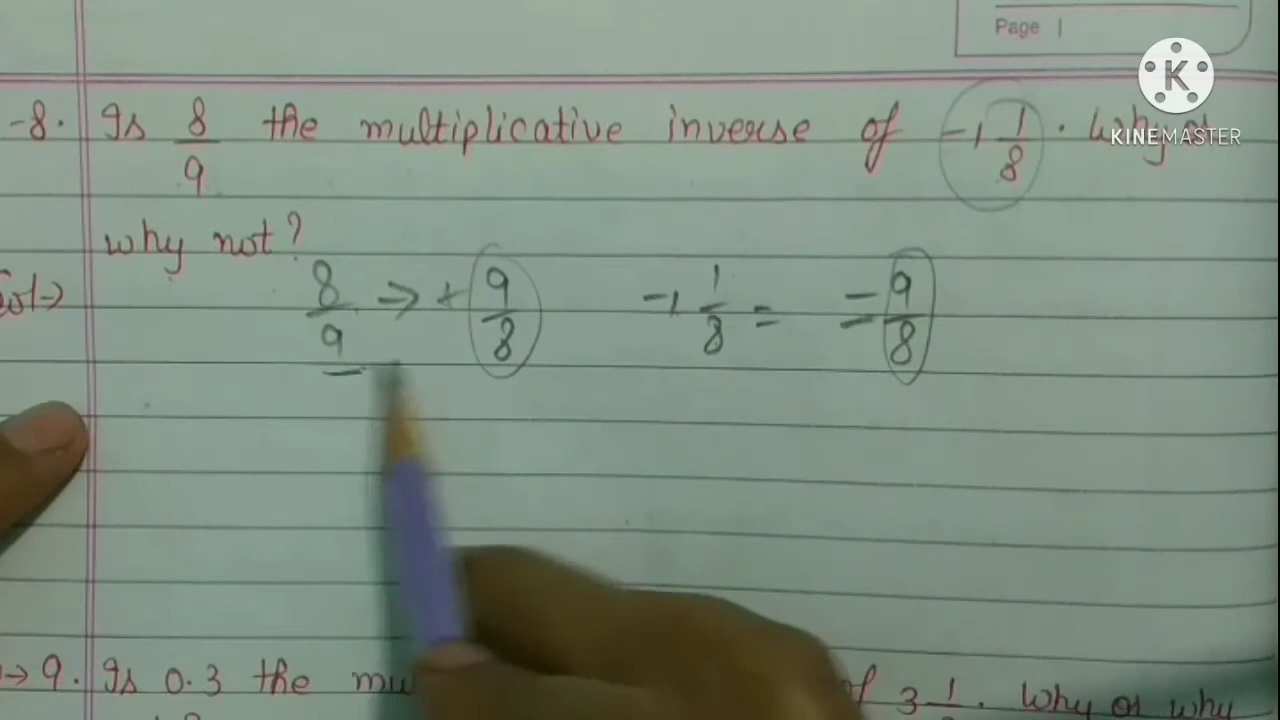 Page
K
KINEMASTER
-8. Is 8/9 the multiplicative inverse of -1 1/8. Why or
why not?
Sol→ 8/9 → + 9/8 -1 1/8 = - 9/8
→ 9. Is 0.3 the of 3 1. Why or why